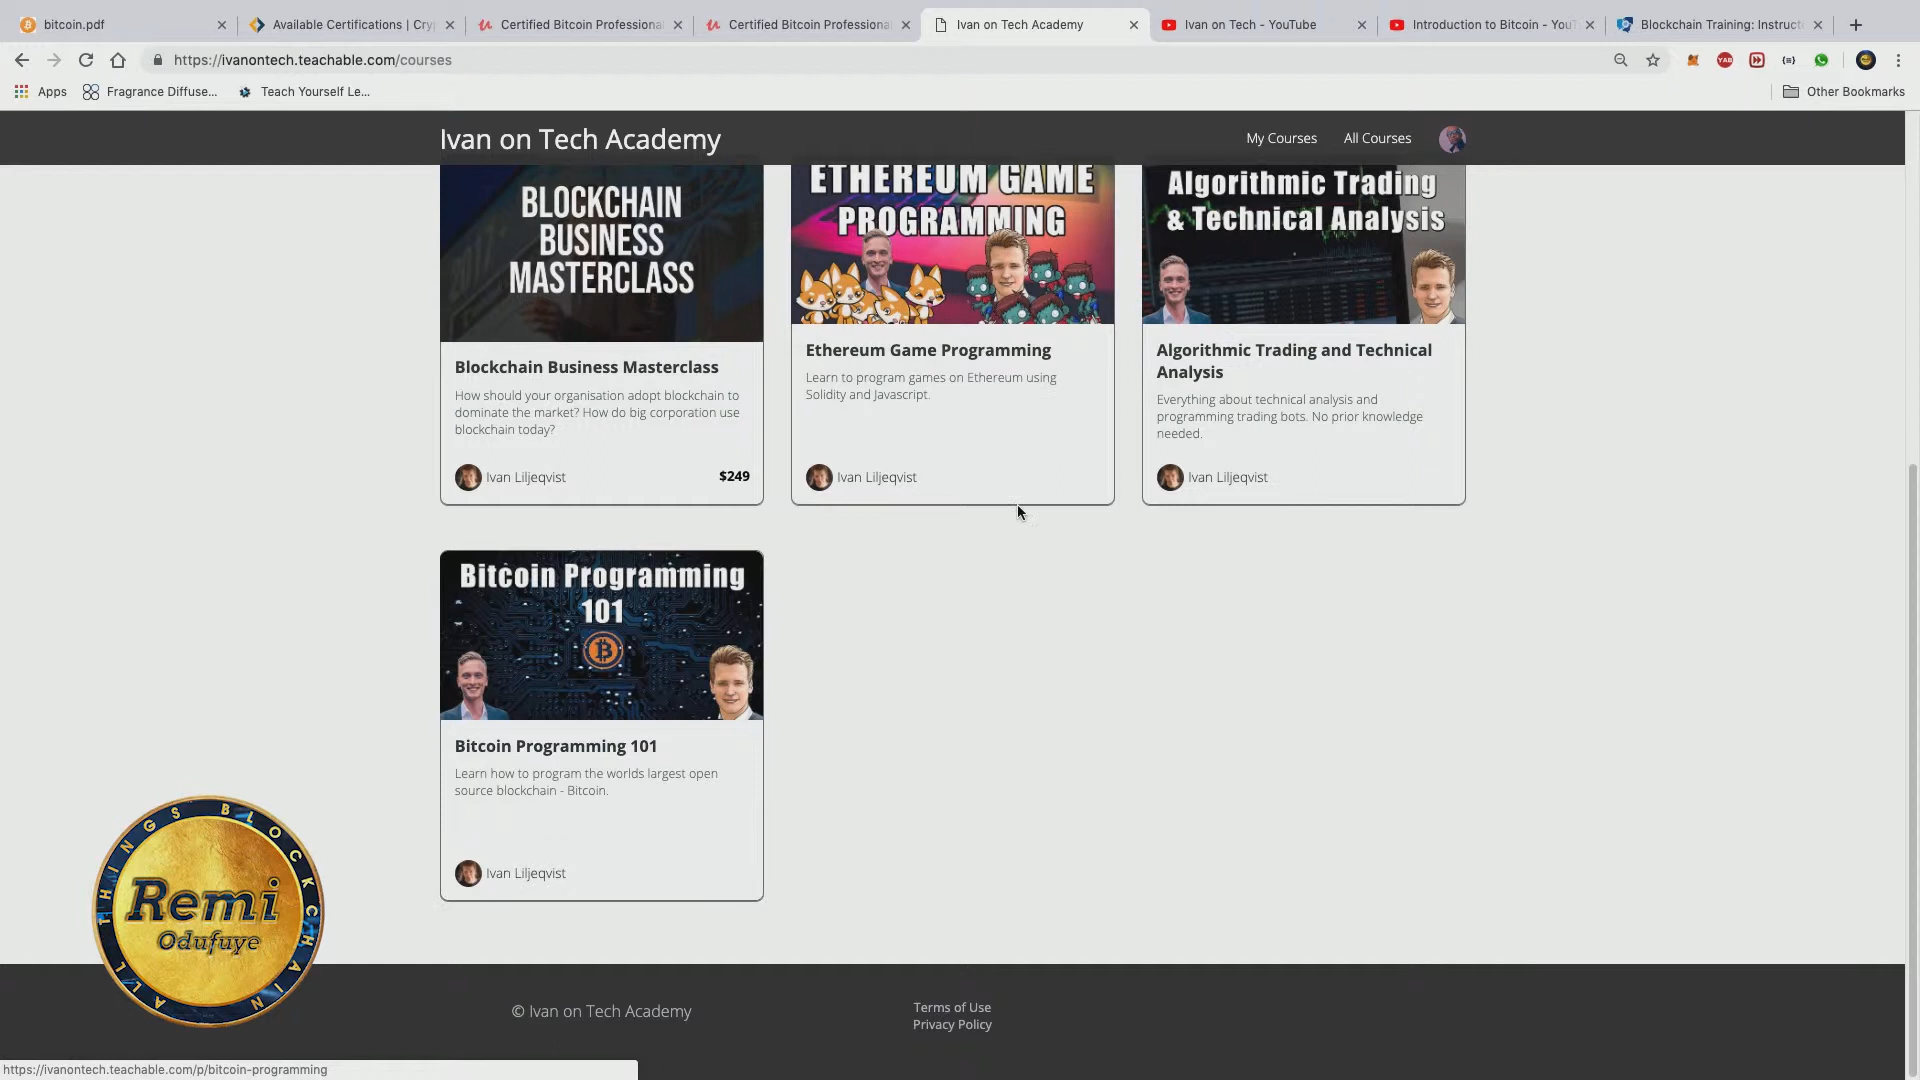 bitcoin.pdf
Available Certifications | Cry
Certified Bitcoin Professiona
Certified Bitcoin Professiona
Ivan on Tech Academy
Ivan on Tech - YouTube
Introduction to Bitcoin - YouT
Blockchain Training: Instruct
https://ivanontech.teachable.com/courses
YAB
Apps
Fragrance Diffuse...
Teach Yourself Le...
Other Bookmarks
Ivan on Tech Academy
My Courses
All Courses
BLOCKCHAIN
BUSINESS
MASTERCLASS
Blockchain Business Masterclass
How should your organisation adopt blockchain to
dominate the market? How do big corporation use
blockchain today?
Ivan Liljeqvist
$249
ETHEREUM GAME
PROGRAMMING
Ethereum Game Programming
Learn to program games on Ethereum using
Solidity and Javascript.
Ivan Liljeqvist
Algorithmic Trading
& Technical Analysis
Algorithmic Trading and Technical
Analysis
Everything about technical analysis and
programming trading bots. No prior knowledge
needed.
Ivan Liljeqvist
Bitcoin Programming
101
Bitcoin Programming 101
Learn how to program the worlds largest open
source blockchain - Bitcoin.
Ivan Liljeqvist
ALL THINGS BLOCKCHAIN
Remi
Odufuye
© Ivan on Tech Academy
Terms of Use
Privacy Policy
https://ivanontech.teachable.com/p/bitcoin-programming